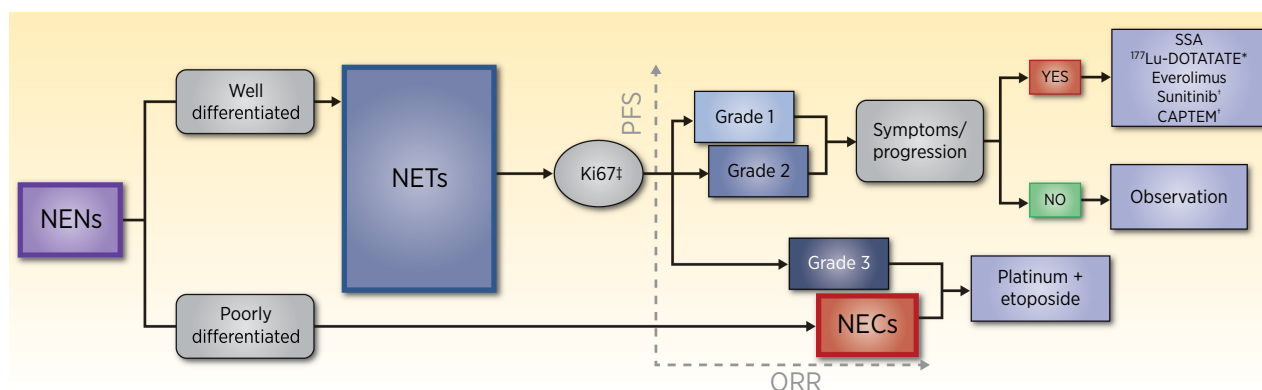 NENs
Well
differentiated
Poorly
differentiated
NETs
Ki67‡
PFS
ORR
Grade 1
Grade 2
Grade 3
NECs
Symptoms/
progression
YES
NO
SSA
¹⁷⁷Lu-DOTATATE*
Everolimus
Sunitinib†
CAPTEM†
Observation
Platinum +
etoposide